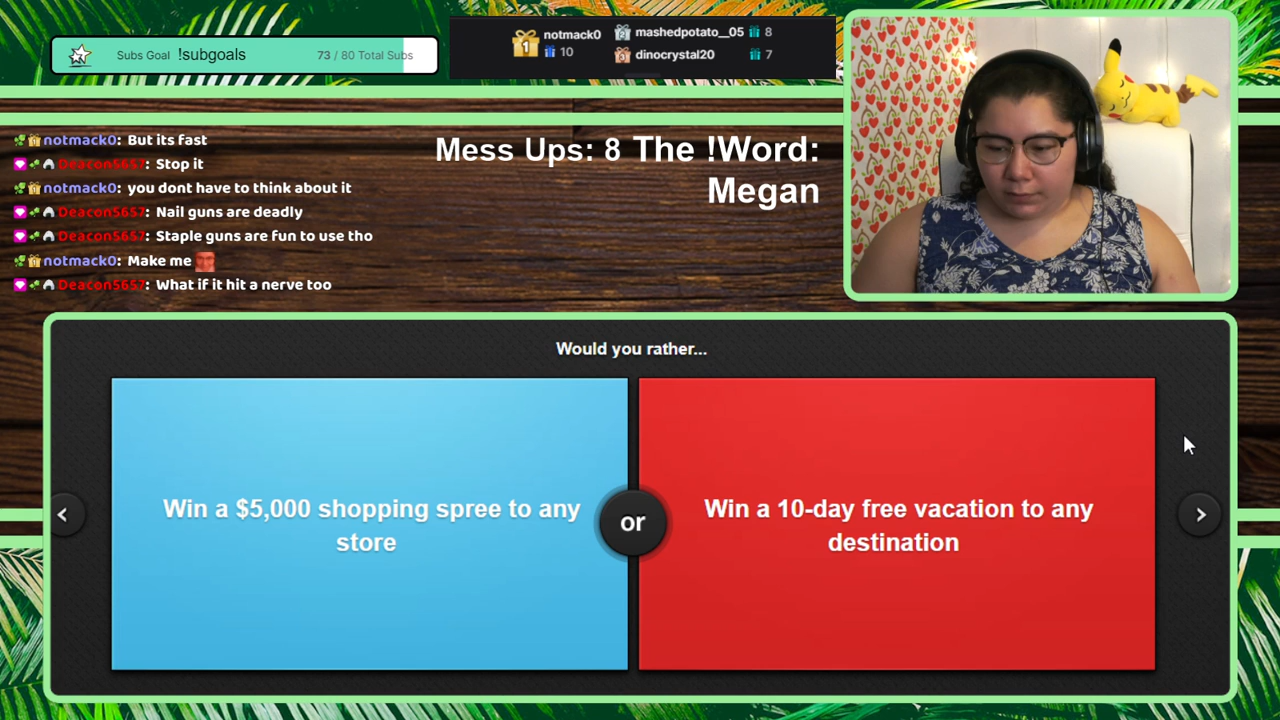 Subs Goal !subgoals 73 / 80 Total Subs
1 notmack0 10
2 mashedpotato__05 8
3 dinocrystal20 7
notmack0: But its fast
Deacon5657: Stop it
notmack0: you dont have to think about it
Deacon5657: Nail guns are deadly
Deacon5657: Staple guns are fun to use tho
notmack0: Make me
Deacon5657: What if it hit a nerve too
Mess Ups: 8 The !Word:
Megan
Would you rather...
Win a $5,000 shopping spree to any
store
or
Win a 10-day free vacation to any
destination